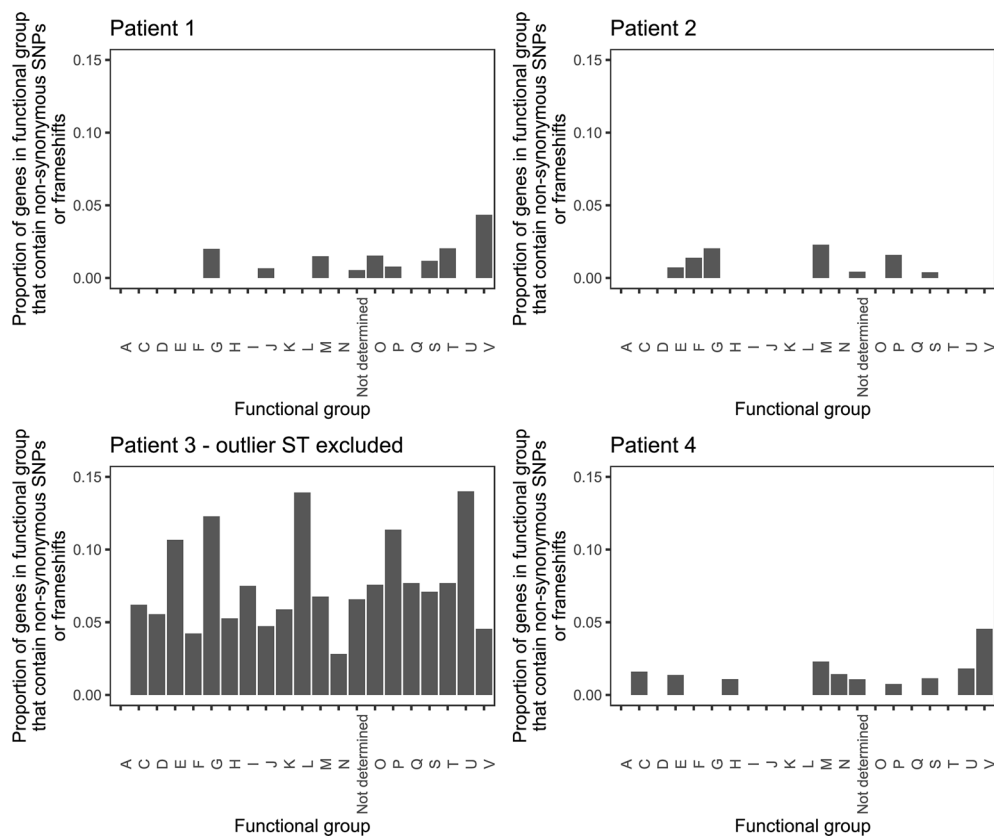 Patient 1
Proportion of genes in functional group
that contain non-synonymous SNPs
or frameshifts
0.15
0.10
0.05
0.00
A C D E F G H I J K L M N Not determined O P Q S T U V
Functional group
Patient 2
Proportion of genes in functional group
that contain non-synonymous SNPs
or frameshifts
0.15
0.10
0.05
0.00
A C D E F G H I J K L M N Not determined O P Q S T U V
Functional group
Patient 3 - outlier ST excluded
Proportion of genes in functional group
that contain non-synonymous SNPs
or frameshifts
0.15
0.10
0.05
0.00
A C D E F G H I J K L M N Not determined O P Q S T U V
Functional group
Patient 4
Proportion of genes in functional group
that contain non-synonymous SNPs
or frameshifts
0.15
0.10
0.05
0.00
A C D E F G H I J K L M N Not determined O P Q S T U V
Functional group